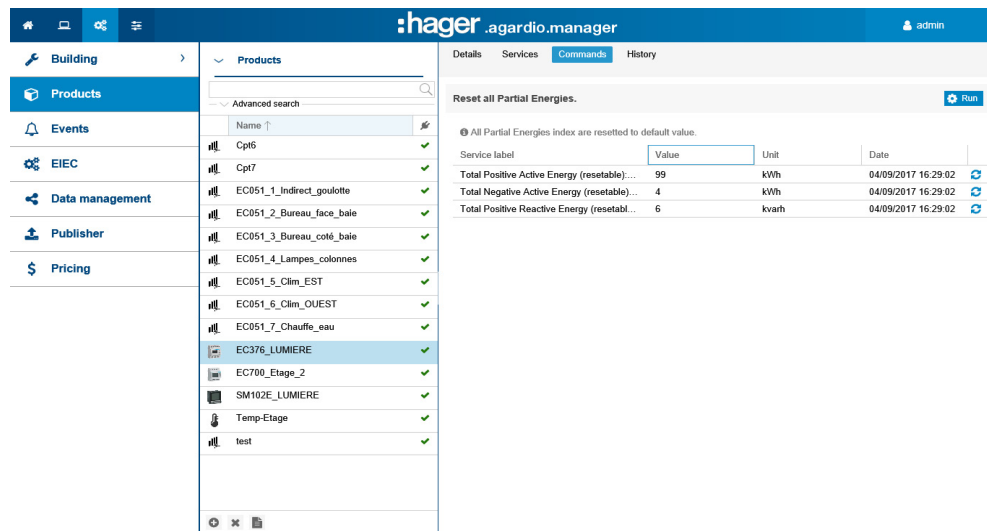 :hager .agardio.manager
admin
Building
Products
Events
EIEC
Data management
Publisher
Pricing
Products
Advanced search
Name ↑
Cpt6
Cpt7
EC051_1_Indirect_goulotte
EC051_2_Bureau_face_baie
EC051_3_Bureau_coté_baie
EC051_4_Lampes_colonnes
EC051_5_Clim_EST
EC051_6_Clim_OUEST
EC051_7_Chauffe_eau
EC376_LUMIERE
EC700_Etage_2
SM102E_LUMIERE
Temp-Etage
test
Details Services Commands History
Reset all Partial Energies. Run
All Partial Energies index are resetted to default value.
Service label Value Unit Date
Total Positive Active Energy (resetable):... 99 kWh 04/09/2017 16:29:02
Total Negative Active Energy (resetable)... 4 kWh 04/09/2017 16:29:02
Total Positive Reactive Energy (resetabl... 6 kvarh 04/09/2017 16:29:02